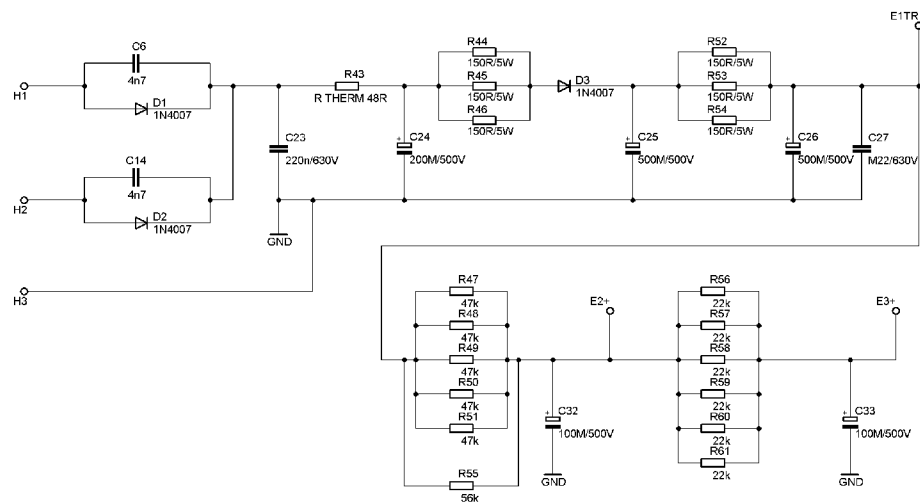 E1TR
C6
4n7
H1
D1
1N4007
R43
R THERM 48R
R44
150R/5W
R45
150R/5W
R46
150R/5W
D3
1N4007
R52
150R/5W
R53
150R/5W
R54
150R/5W
C23
220n/630V
+
C24
200M/500V
+
C25
500M/500V
+
C26
500M/500V
C27
M22/630V
C14
4n7
H2
D2
1N4007
GND
H3
R47
47k
R48
47k
R49
47k
R50
47k
R51
47k
R55
56k
E2+
+
C32
100M/500V
GND
R56
22k
R57
22k
R58
22k
R59
22k
R60
22k
R61
22k
E3+
+
C33
100M/500V
GND